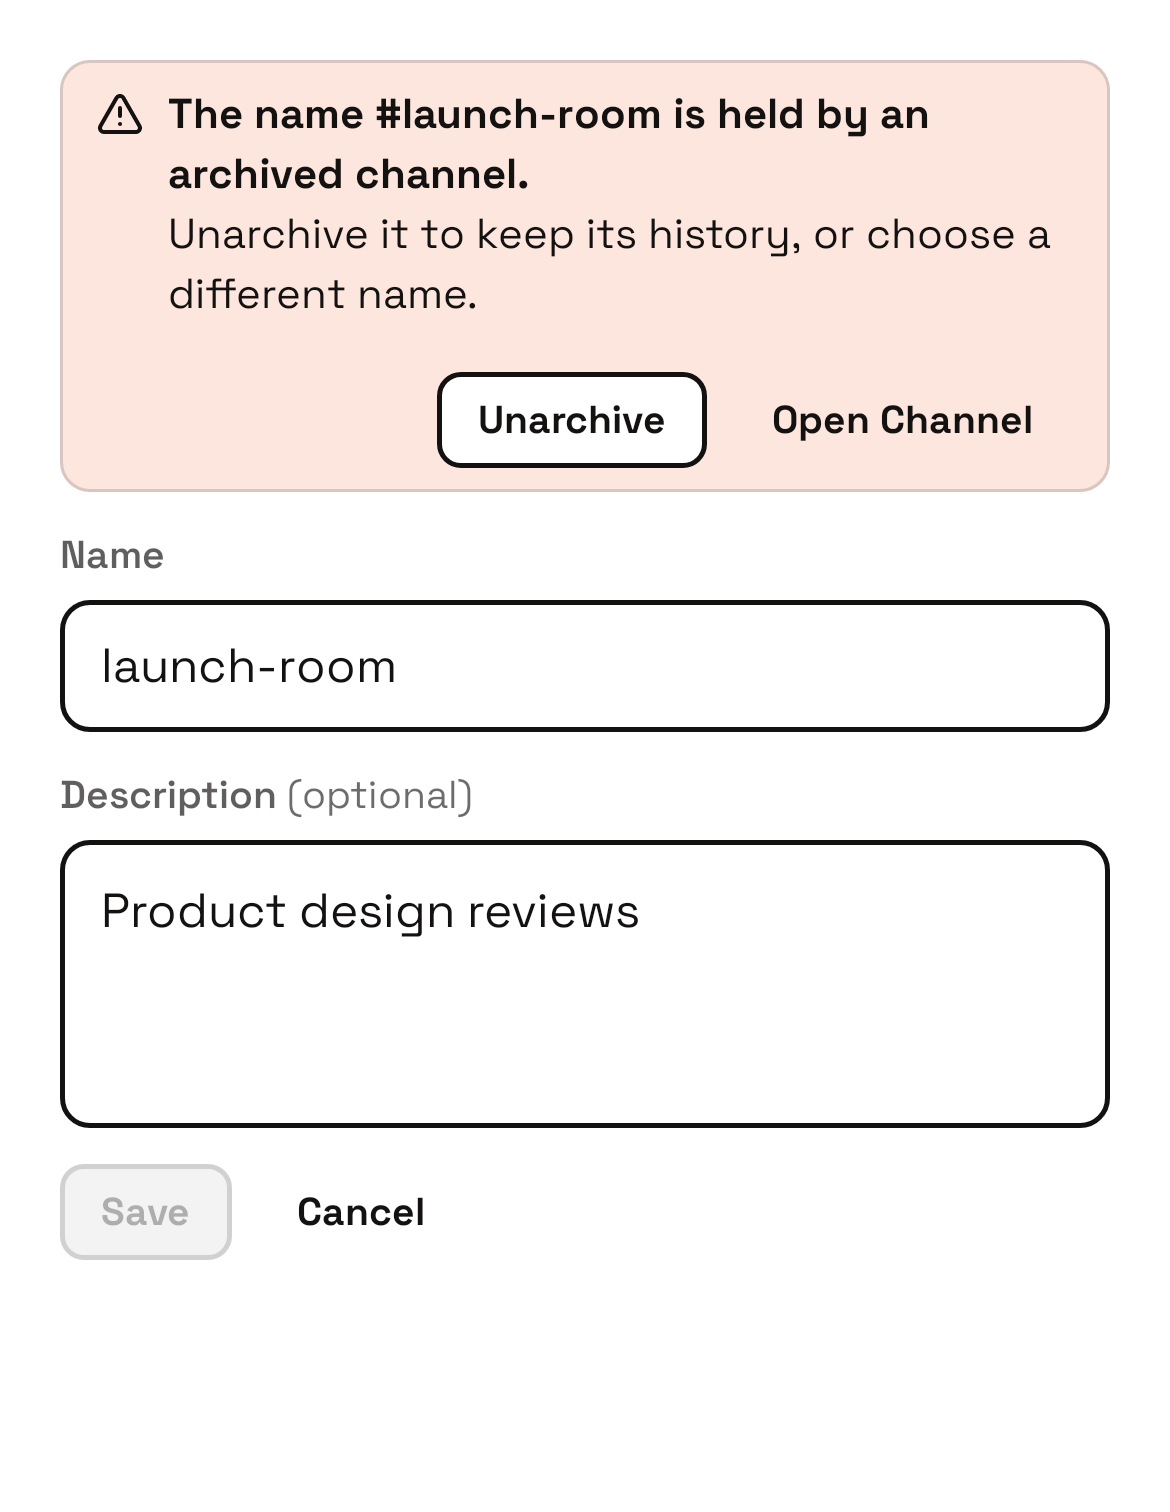 The name #launch-room is held by an
archived channel.
Unarchive it to keep its history, or choose a
different name.
Unarchive Open Channel
Name
launch-room
Description (optional)
Product design reviews
Save Cancel